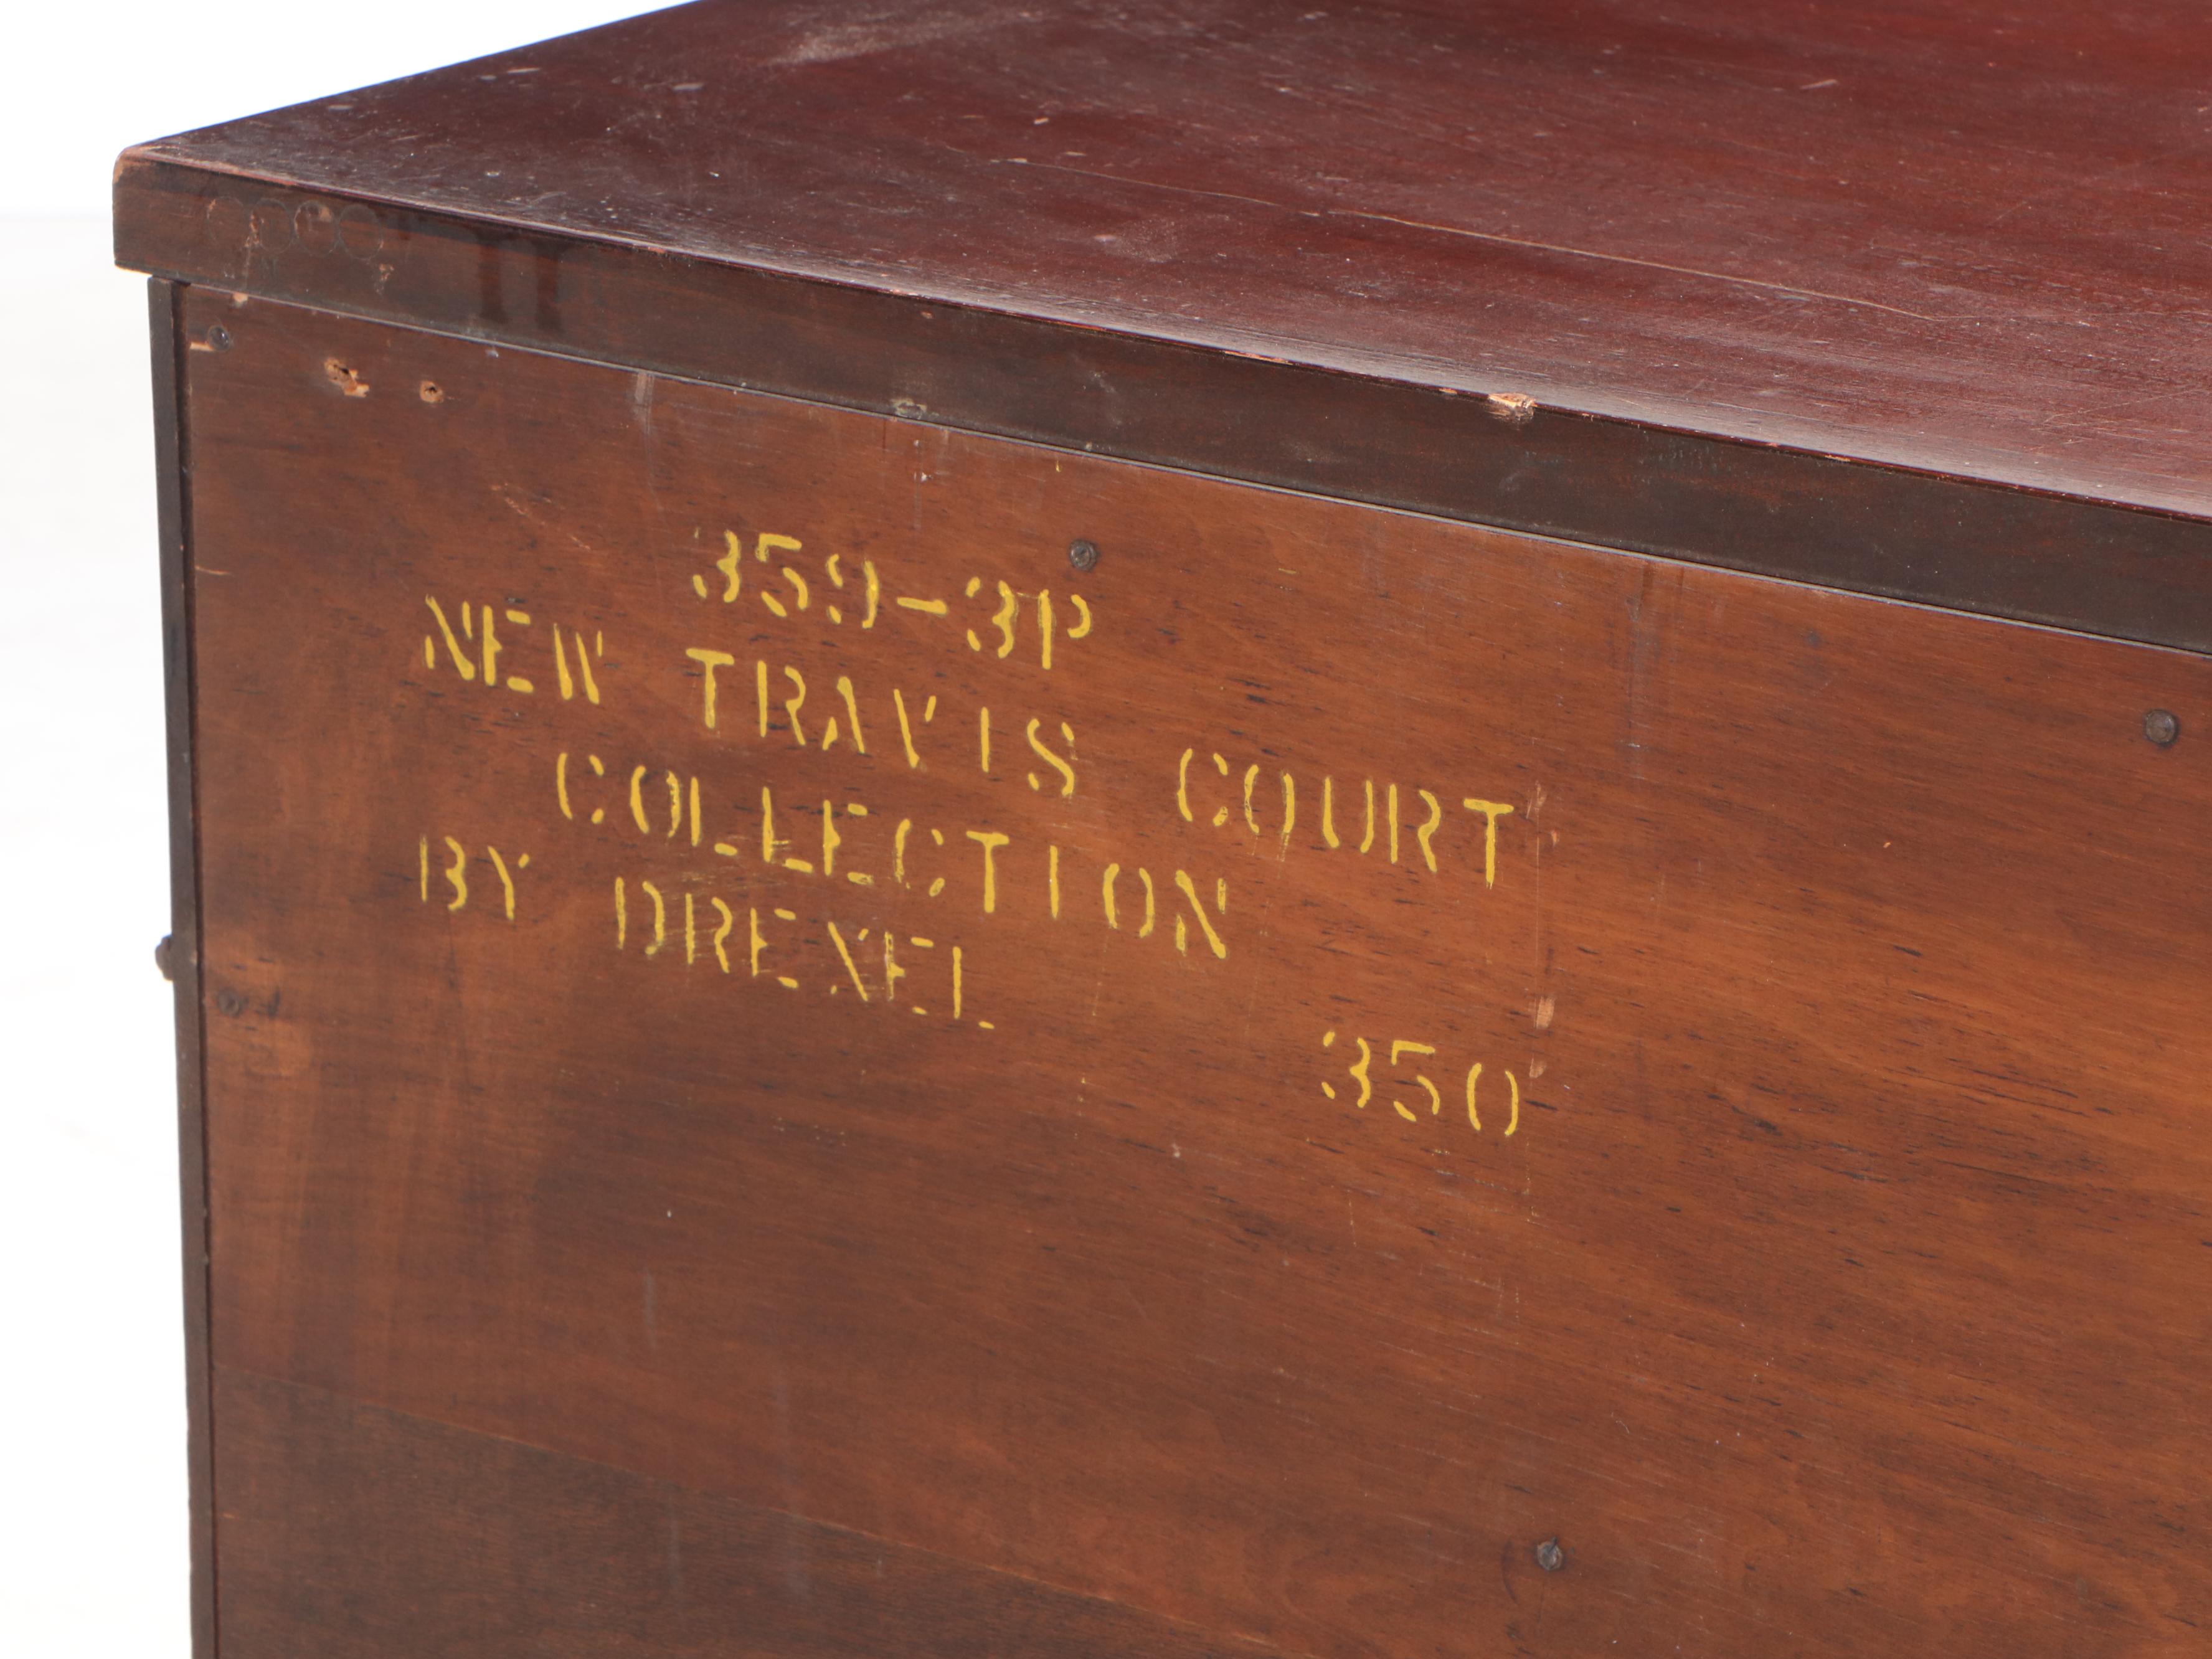 359-3P
NEW TRAVIS COURT
COLLECTION
BY DREXEL
350